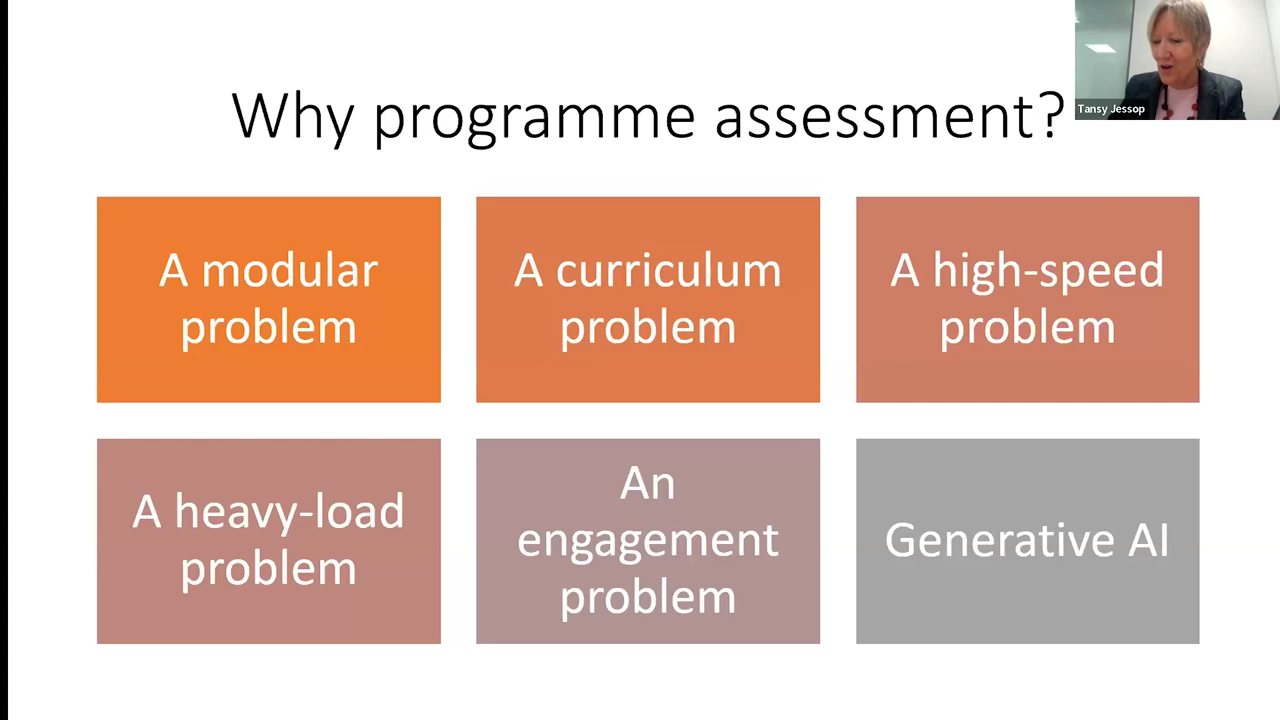 Why programme assessment?
Tansy Jessop
A modular
problem
A curriculum
problem
A high-speed
problem
A heavy-load
problem
An
engagement
problem
Generative AI